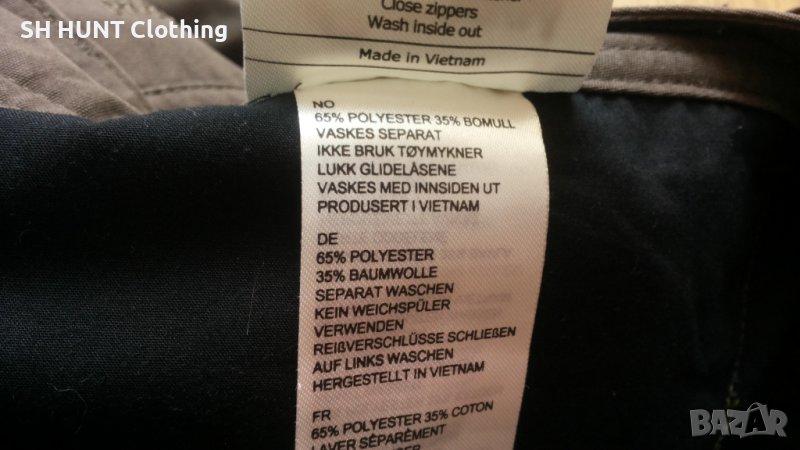 SH HUNT Clothing
Close zippers
Wash inside out
Made in Vietnam
NO
65% POLYESTER 35% BOMULL
VASKES SEPARAT
IKKE BRUK TØYMYKNER
LUKK GLIDELÅSENE
VASKES MED INNSIDEN UT
PRODUSERT I VIETNAM
DE
65% POLYESTER
35% BAUMWOLLE
SEPARAT WASCHEN
KEIN WEICHSPÜLER
VERWENDEN
REIßVERSCHLÜSSE SCHLIEßEN
AUF LINKS WASCHEN
HERGESTELLT IN VIETNAM
FR
65% POLYESTER 35% COTON
LAVER SÉPARÉMENT
BAZAR